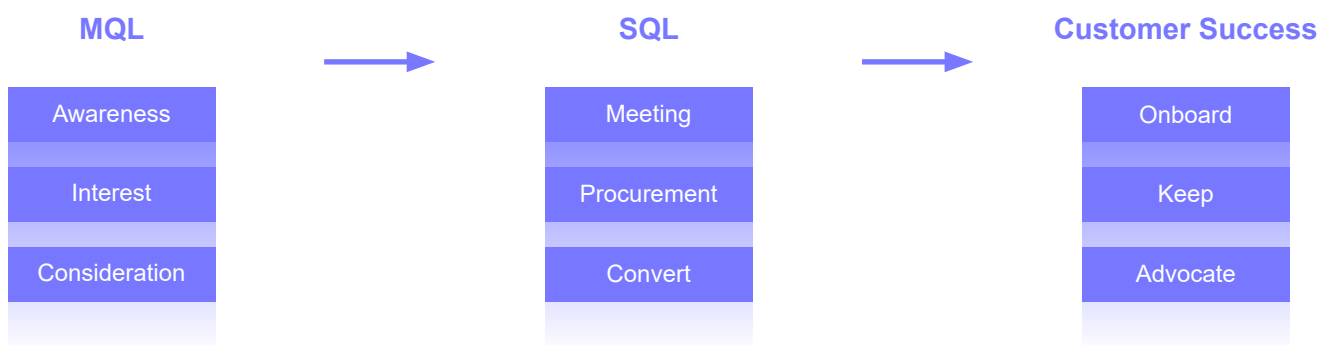 MQL
SQL
Customer Success
Awareness
Meeting
Onboard
Interest
Procurement
Keep
Consideration
Convert
Advocate